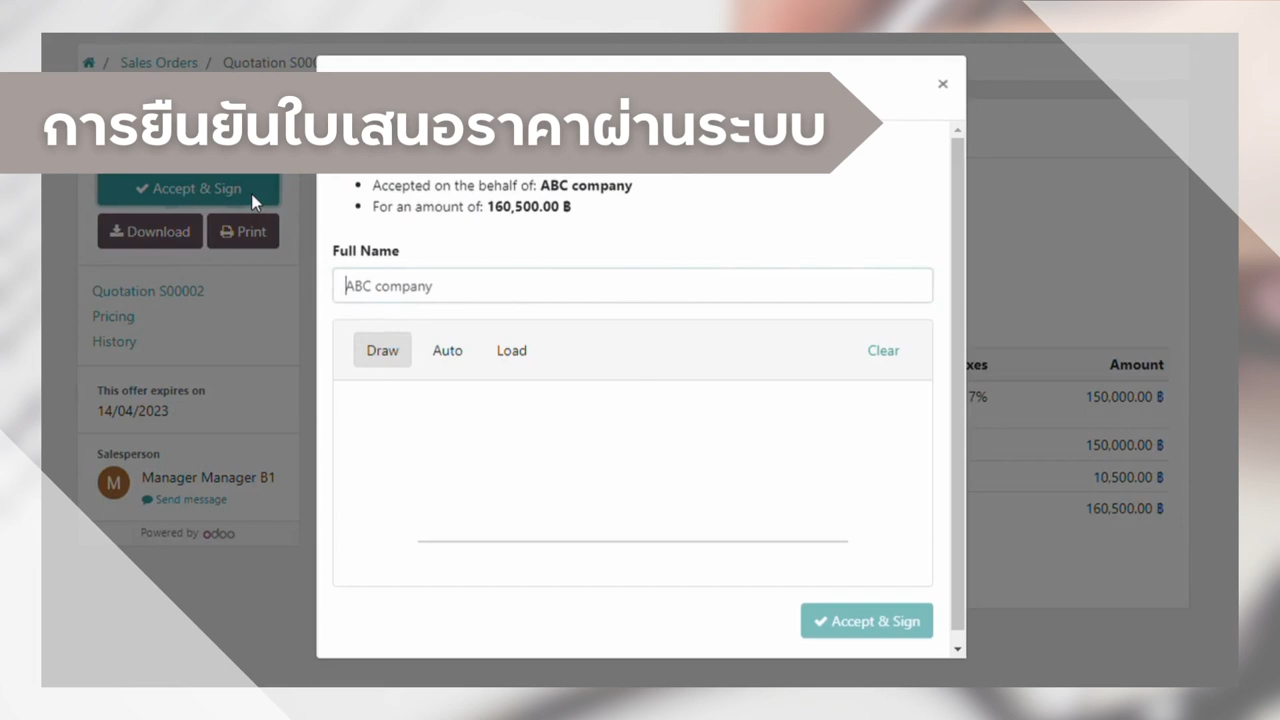 / Sales Orders / Quotation S000
×
การยืนยันใบเสนอราคาผ่านระบบ
Accept & Sign
Download
Print
Quotation S00002
Pricing
History
This offer expires on
14/04/2023
Salesperson
M
Manager Manager B1
Send message
Powered by odoo
• Accepted on the behalf of: ABC company
• For an amount of: 160,500.00 ฿
Full Name
ABC company
Draw Auto Load Clear
Accept & Sign
xes Amount
7% 150,000.00 ฿
150,000.00 ฿
10,500.00 ฿
160,500.00 ฿